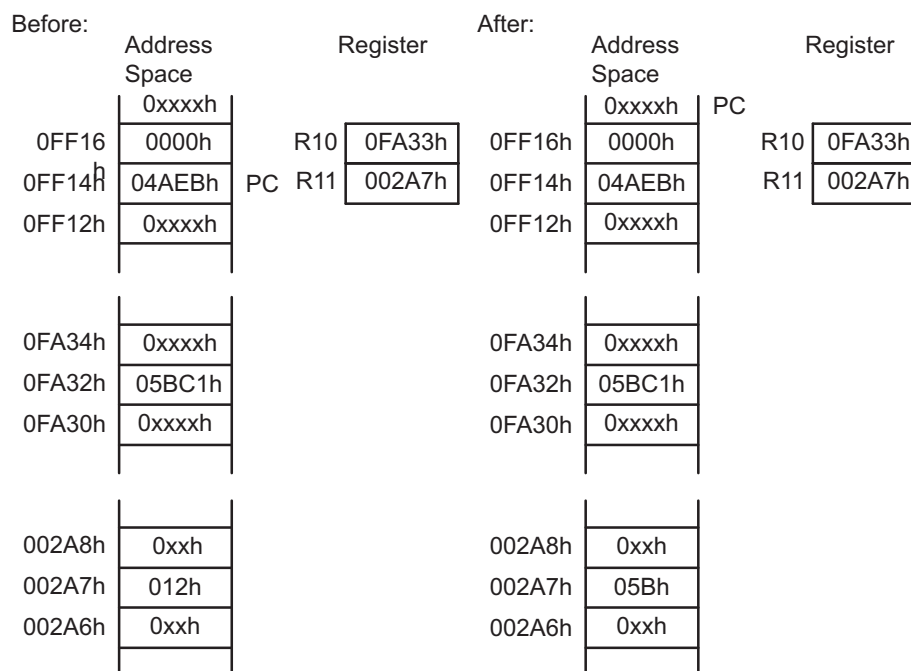 Before:
Address
Space
Register
0xxxxh
0FF16
h
0000h
R10
0FA33h
0FF14h
04AEBh
PC
R11
002A7h
0FF12h
0xxxxh
0FA34h
0xxxxh
0FA32h
05BC1h
0FA30h
0xxxxh
002A8h
0xxh
002A7h
012h
002A6h
0xxh
After:
Address
Space
Register
0xxxxh
PC
0FF16h
0000h
R10
0FA33h
0FF14h
04AEBh
R11
002A7h
0FF12h
0xxxxh
0FA34h
0xxxxh
0FA32h
05BC1h
0FA30h
0xxxxh
002A8h
0xxh
002A7h
05Bh
002A6h
0xxh